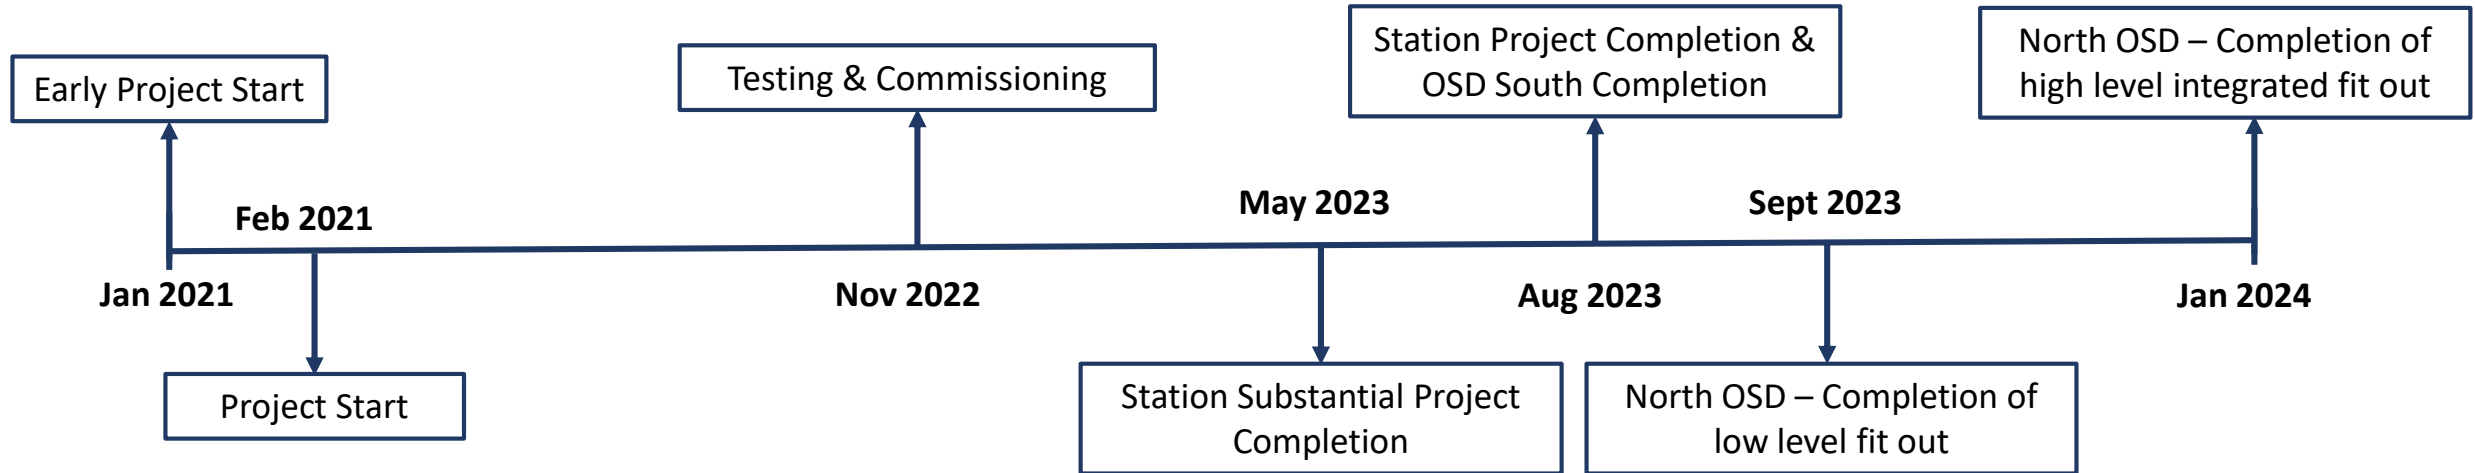 Early Project Start
Testing & Commissioning
Station Project Completion &
OSD South Completion
North OSD – Completion of
high level integrated fit out
Feb 2021
May 2023
Sept 2023
Jan 2021
Nov 2022
Aug 2023
Jan 2024
Project Start
Station Substantial Project
Completion
North OSD – Completion of
low level fit out